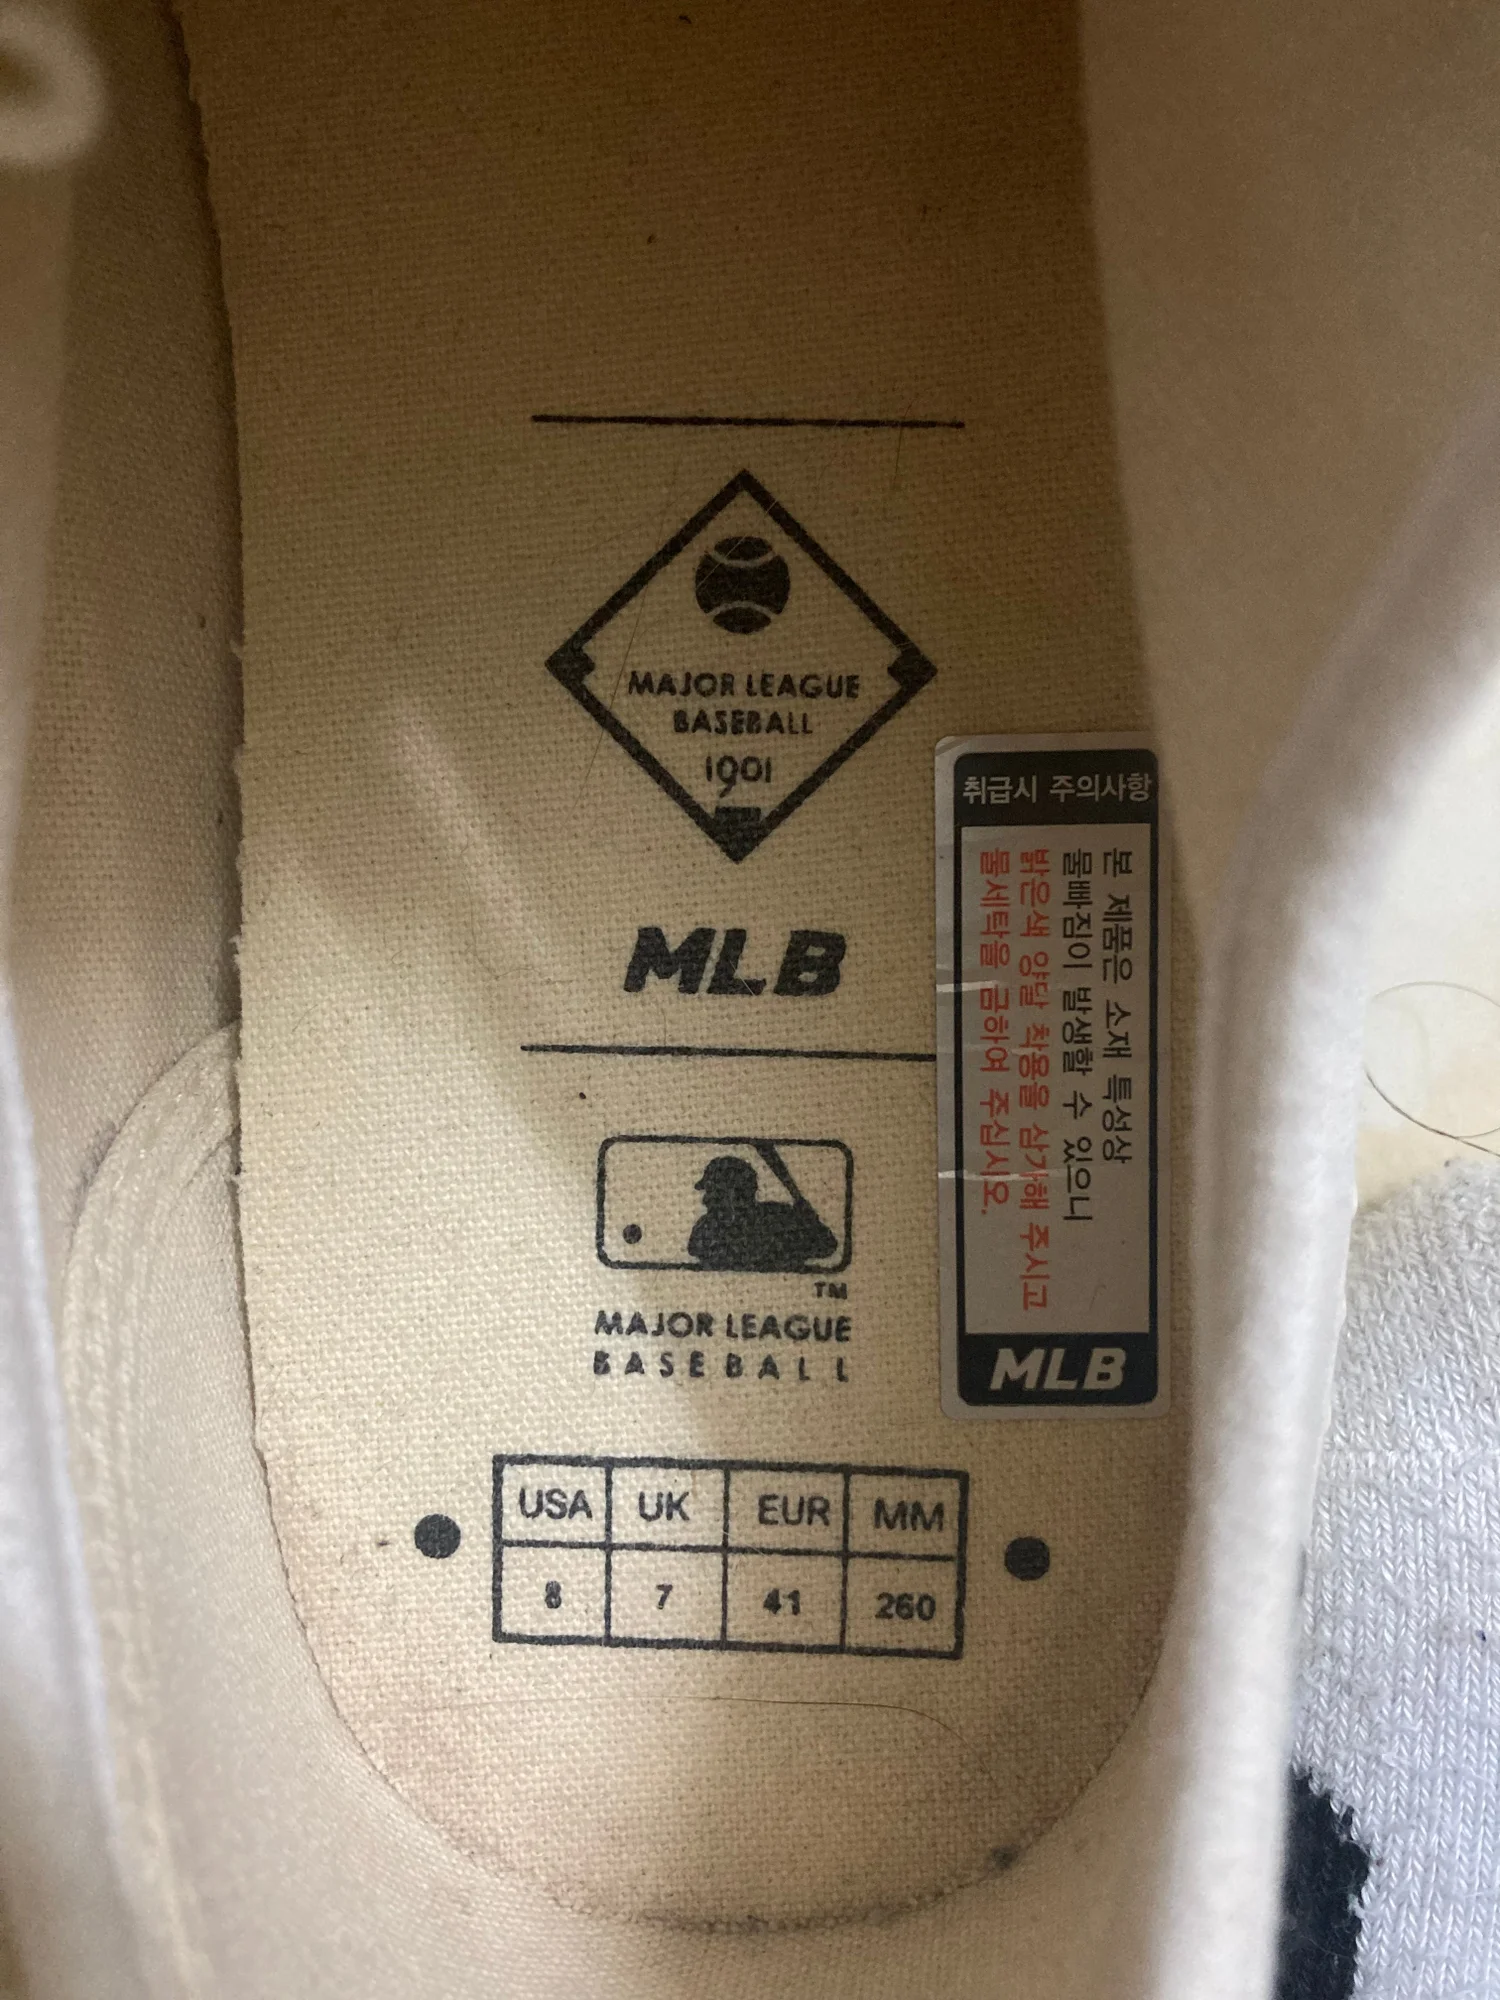 MAJOR LEAGUE
BASEBALL
1901
MLB
취급시 주의사항
본 제품은 소재 특성상
물빠짐이 발생할 수 있으니
밝은색 양말 착용을 삼가해 주시고
물세탁을 금하여 주십시오.
MLB
TM
MAJOR LEAGUE
BASEBALL
USA UK EUR MM
8 7 41 260